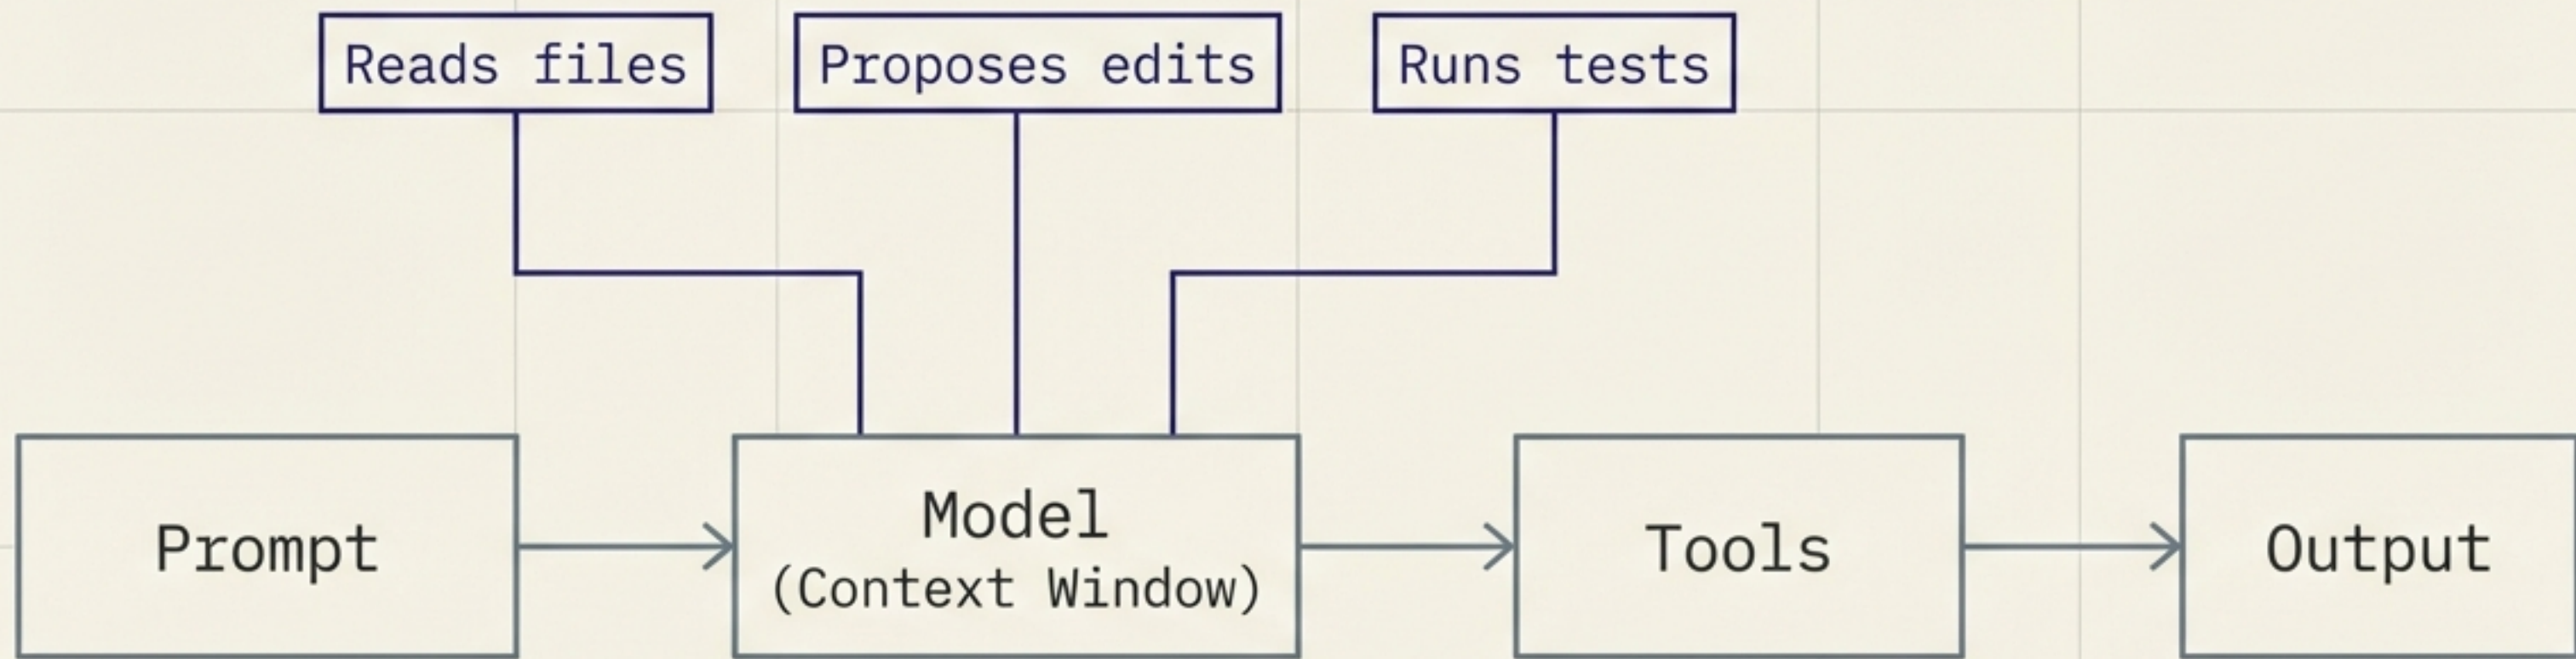 Reads files
Proposes edits
Runs tests
Prompt
Model
(Context Window)
Tools
Output